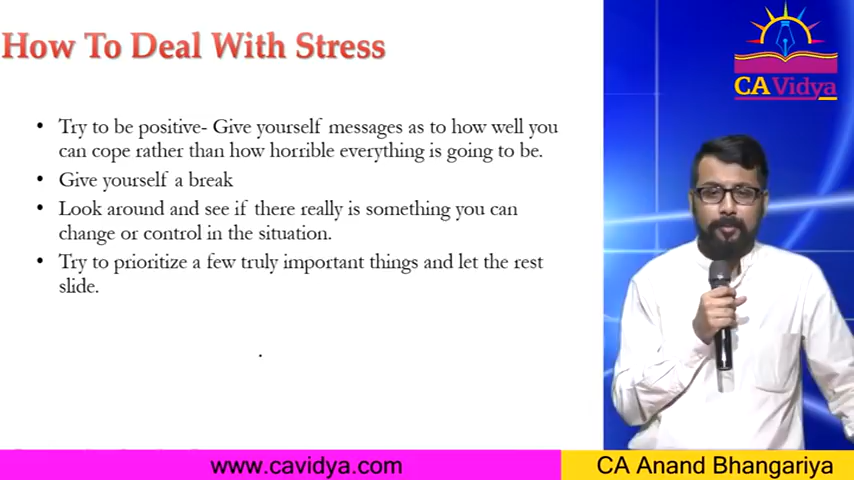 How To Deal With Stress
CA Vidya
• Try to be positive- Give yourself messages as to how well you
can cope rather than how horrible everything is going to be.
• Give yourself a break
• Look around and see if there really is something you can
change or control in the situation.
• Try to prioritize a few truly important things and let the rest
slide.
.
www.cavidya.com
CA Anand Bhangariya